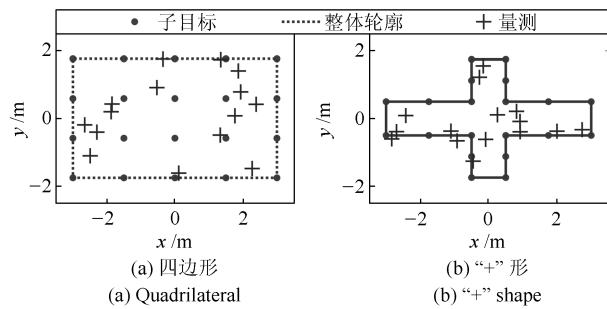 子目标 整体轮廓 量测
2 2
0 0
−2 −2
y /m y /m
−2 0 2 −2 0 2
x /m x /m
(a) 四边形 (b) “+” 形
(a) Quadrilateral (b) “+” shape